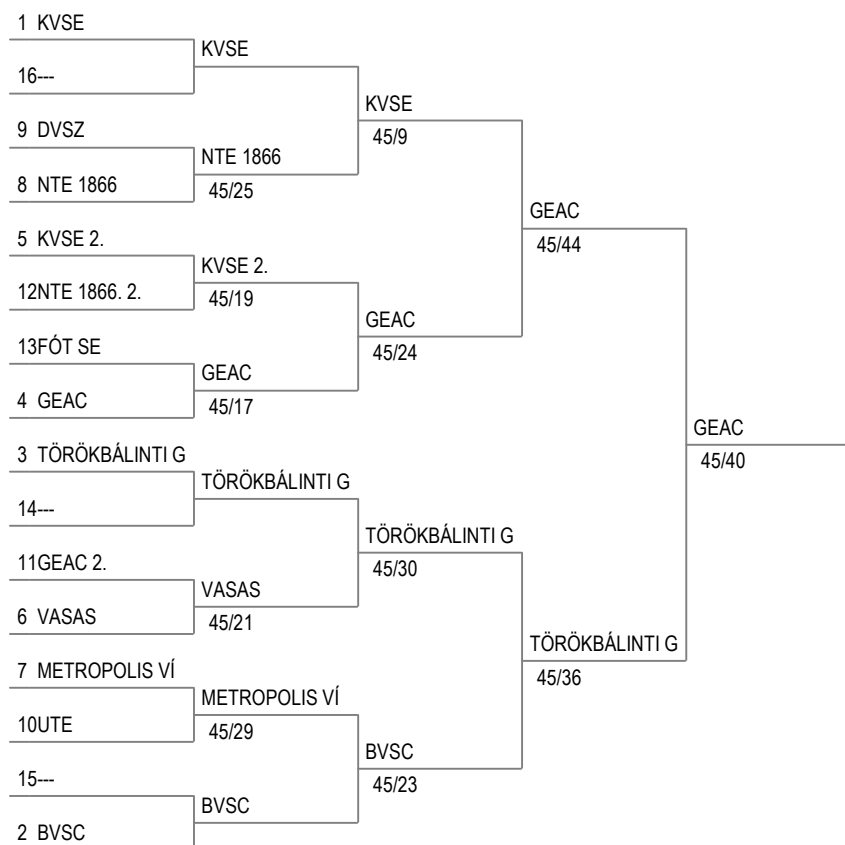 1 KVSE
16---
9 DVSZ
8 NTE 1866
5 KVSE 2.
12NTE 1866. 2.
13FÓT SE
4 GEAC
3 TÖRÖKBÁLINTI G
14---
11GEAC 2.
6 VASAS
7 METROPOLIS VÍ
10UTE
15---
2 BVSC
KVSE
NTE 1866
45/25
KVSE 2.
45/19
GEAC
45/17
TÖRÖKBÁLINTI G
VASAS
45/21
METROPOLIS VÍ
45/29
BVSC
KVSE
45/9
GEAC
45/24
TÖRÖKBÁLINTI G
45/30
BVSC
45/23
GEAC
45/44
TÖRÖKBÁLINTI G
45/36
GEAC
45/40